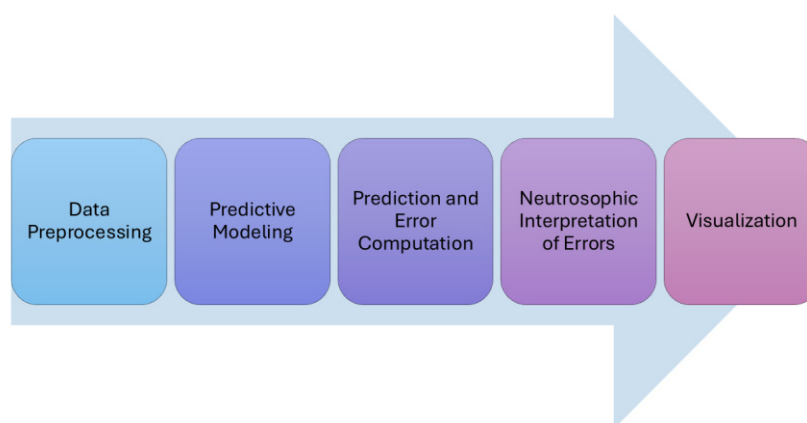 Data
Preprocessing
Predictive
Modeling
Prediction and
Error
Computation
Neutrosophic
Interpretation
of Errors
Visualization